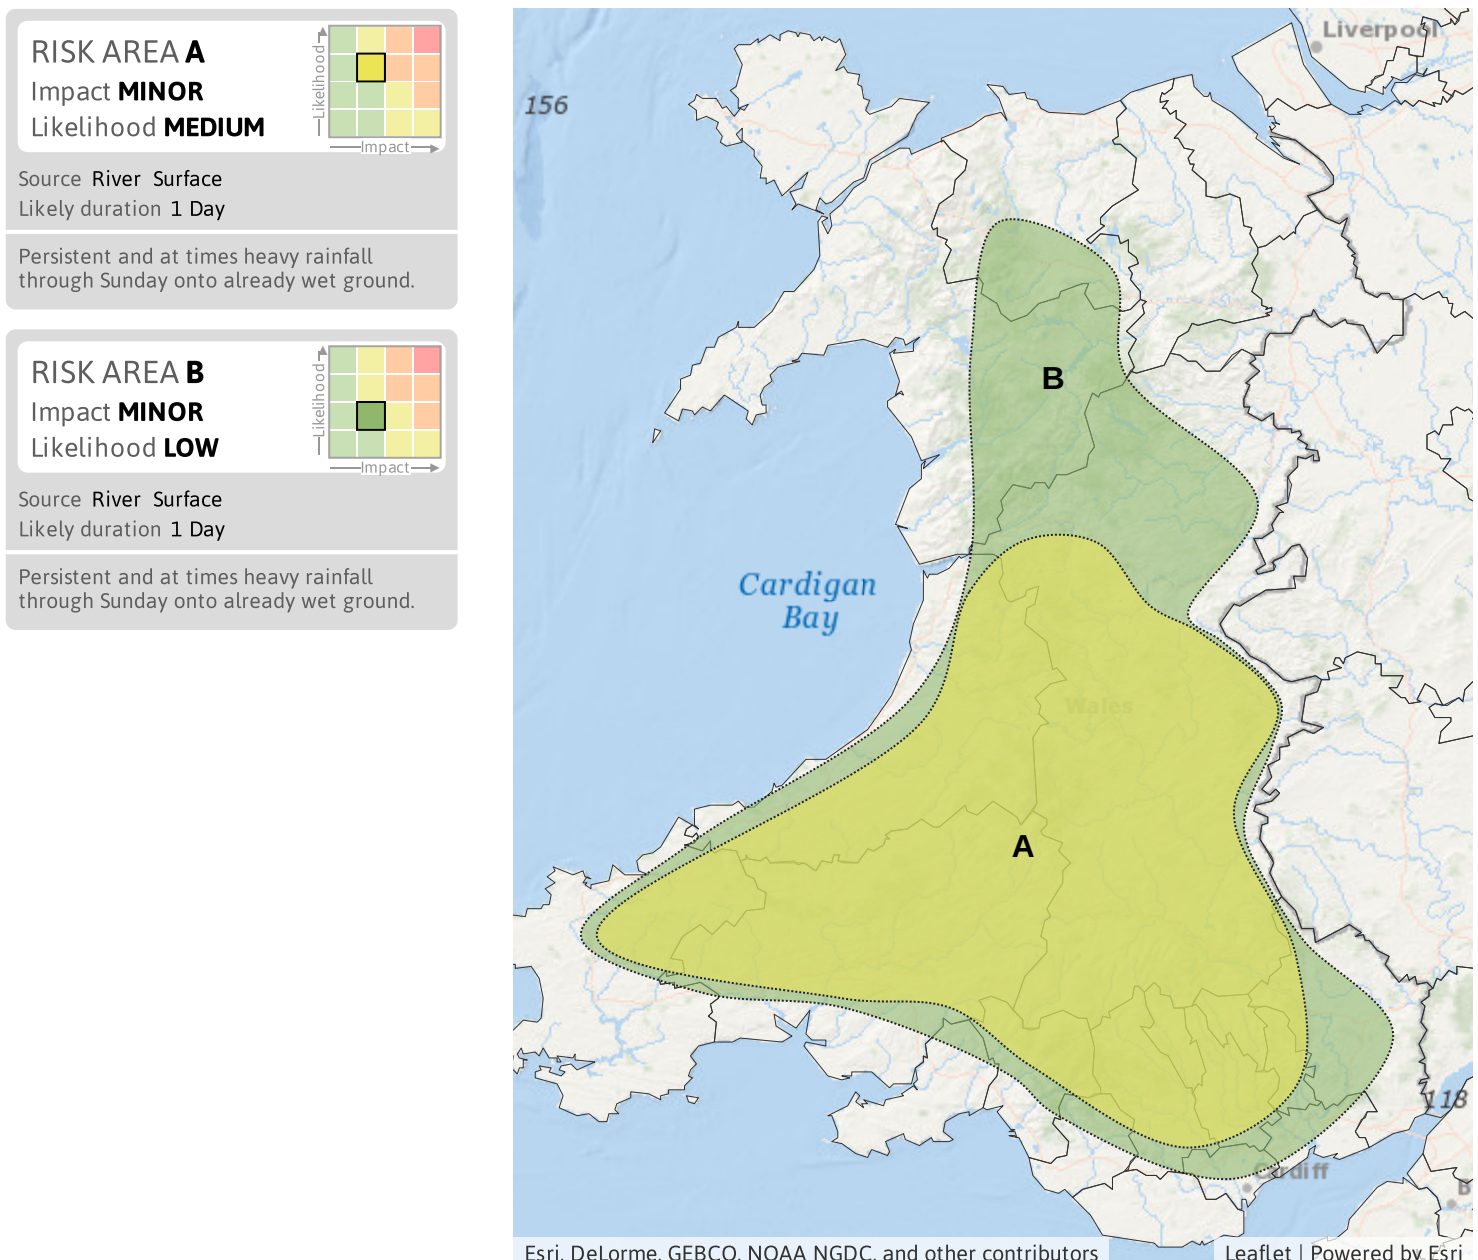 RISK AREA A
Impact MINOR
Likelihood MEDIUM
Likelihood
Impact
Source River Surface
Likely duration 1 Day
Persistent and at times heavy rainfall
through Sunday onto already wet ground.
RISK AREA B
Impact MINOR
Likelihood LOW
Likelihood
Impact
Source River Surface
Likely duration 1 Day
Persistent and at times heavy rainfall
through Sunday onto already wet ground.
Liverpool
156
B
Cardigan
Bay
Wales
A
118
Cardiff
B
Esri, DeLorme, GEBCO, NOAA NGDC, and other contributors
Leaflet | Powered by Esri